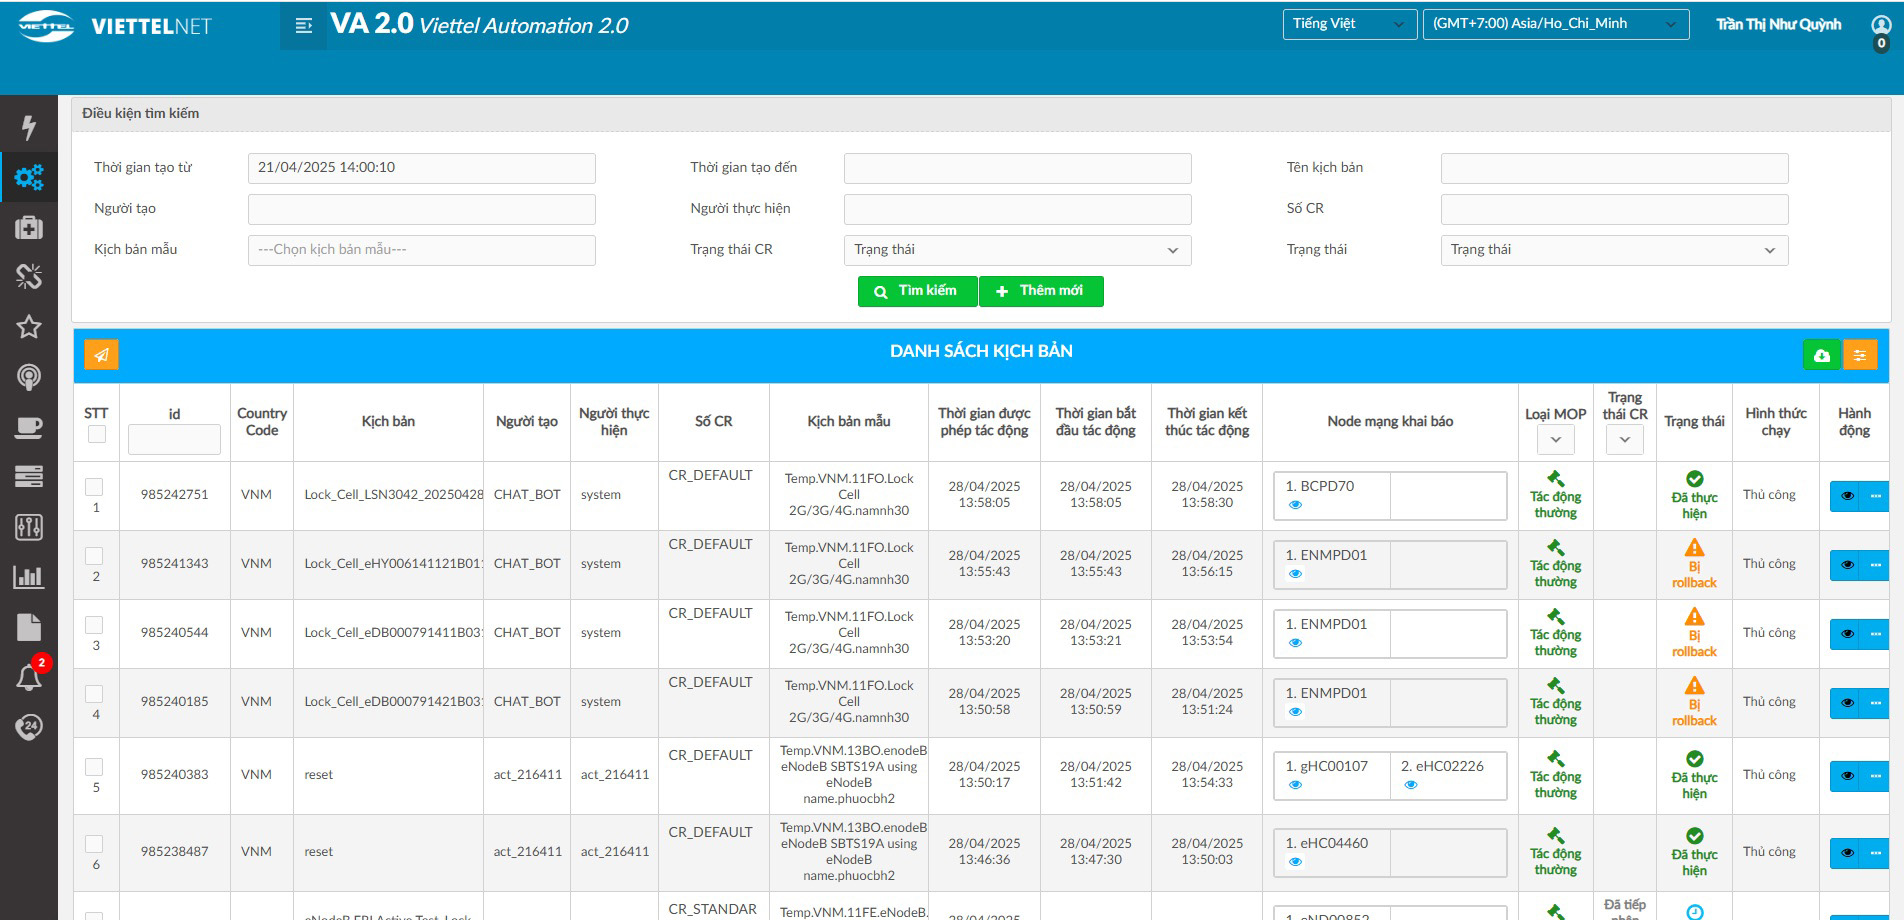 VIETTEL
VIETTELNET
VA 2.0 Viettel Automation 2.0
Tiếng Việt
(GMT+7:00) Asia/Ho_Chi_Minh
Trần Thị Như Quỳnh
0
Điều kiện tìm kiếm
Thời gian tạo từ
21/04/2025 14:00:10
Thời gian tạo đến
Tên kịch bản
Người tạo
Người thực hiện
Số CR
Kịch bản mẫu
---Chọn kịch bản mẫu---
Trạng thái CR
Trạng thái
Trạng thái
Trạng thái
Tìm kiếm
Thêm mới
2
24
DANH SÁCH KỊCH BẢN
STT
id
Country
Code
Kịch bản
Người tạo
Người thực
hiện
Số CR
Kịch bản mẫu
Thời gian được
phép tác động
Thời gian bắt
đầu tác động
Thời gian kết
thúc tác động
Node mạng khai báo
Loại MOP
Trạng
thái CR
Trạng thái
Hình thức
chạy
Hành
động
1
985242751
VNM
Lock_Cell_LSN3042_20250428
CHAT_BOT
system
CR_DEFAULT
Temp.VNM.11FO.Lock
Cell
2G/3G/4G.namnh30
28/04/2025
13:58:05
28/04/2025
13:58:05
28/04/2025
13:58:30
1. BCPD70
Tác động
thường
Đã thực
hiện
Thủ công
2
985241343
VNM
Lock_Cell_eHY006141121B011
CHAT_BOT
system
CR_DEFAULT
Temp.VNM.11FO.Lock
Cell
2G/3G/4G.namnh30
28/04/2025
13:55:43
28/04/2025
13:55:43
28/04/2025
13:56:15
1. ENMPD01
Tác động
thường
Bị
rollback
Thủ công
3
985240544
VNM
Lock_Cell_eDB000791411B031
CHAT_BOT
system
CR_DEFAULT
Temp.VNM.11FO.Lock
Cell
2G/3G/4G.namnh30
28/04/2025
13:53:20
28/04/2025
13:53:21
28/04/2025
13:53:54
1. ENMPD01
Tác động
thường
Bị
rollback
Thủ công
4
985240185
VNM
Lock_Cell_eDB000791421B031
CHAT_BOT
system
CR_DEFAULT
Temp.VNM.11FO.Lock
Cell
2G/3G/4G.namnh30
28/04/2025
13:50:58
28/04/2025
13:50:59
28/04/2025
13:51:24
1. ENMPD01
Tác động
thường
Bị
rollback
Thủ công
5
985240383
VNM
reset
act_216411
act_216411
CR_DEFAULT
Temp.VNM.13BO.enodeB
eNodeB SBTS19A using
eNodeB
name.phuocbh2
28/04/2025
13:50:17
28/04/2025
13:51:42
28/04/2025
13:54:33
1. gHC00107
2. eHC02226
Tác động
thường
Đã thực
hiện
Thủ công
6
985238487
VNM
reset
act_216411
act_216411
CR_DEFAULT
Temp.VNM.13BO.enodeB
eNodeB SBTS19A using
eNodeB
name.phuocbh2
28/04/2025
13:46:36
28/04/2025
13:47:30
28/04/2025
13:50:03
1. eHC04460
Tác động
thường
Đã thực
hiện
Thủ công
CR_STANDAR
Temp.VNM.11FE.eNodeB.
Đã tiếp